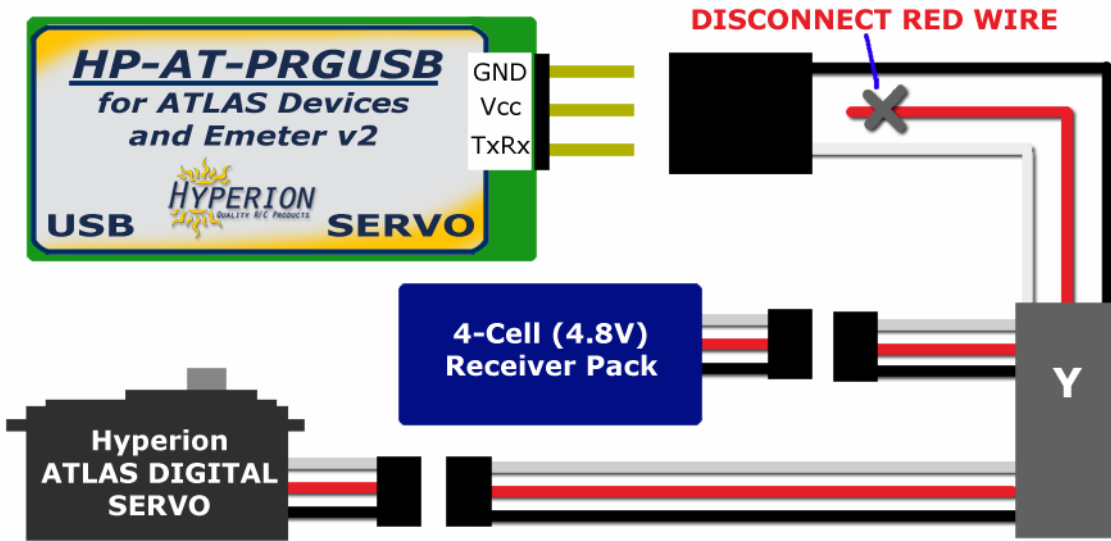 DISCONNECT RED WIRE
HP-AT-PRGUSB
for ATLAS Devices
and Emeter v2
HYPERION
QUALITY R/C PRODUCTS
USB
SERVO
GND
Vcc
TxRx
4-Cell (4.8V)
Receiver Pack
Y
Hyperion
ATLAS DIGITAL
SERVO